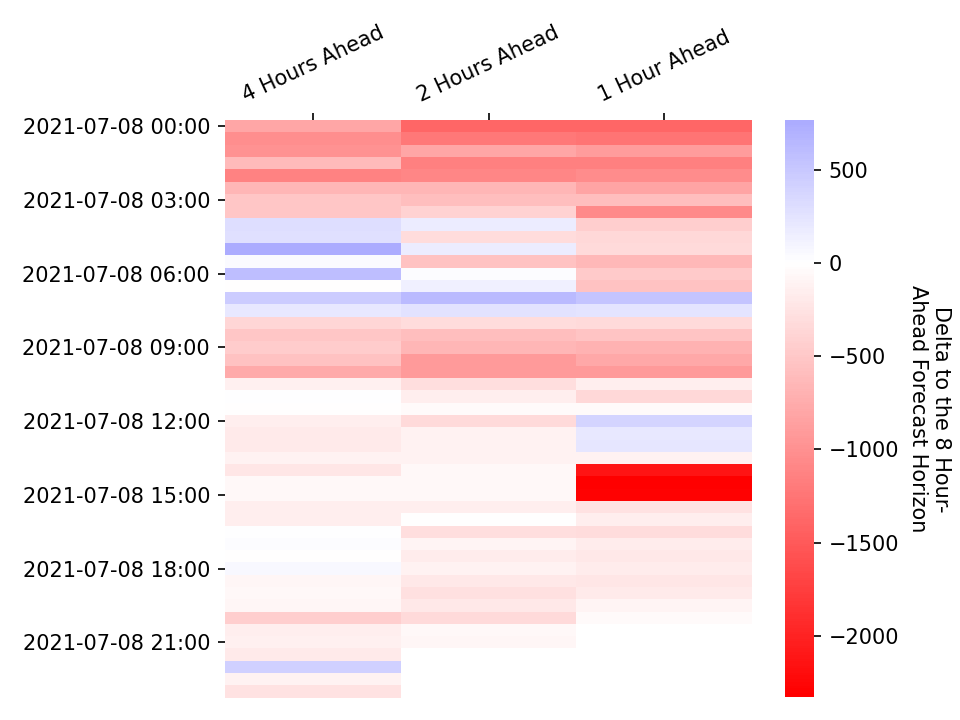 4 Hours Ahead
2 Hours Ahead
1 Hour Ahead
2021-07-08 00:00
2021-07-08 03:00
2021-07-08 06:00
2021-07-08 09:00
2021-07-08 12:00
2021-07-08 15:00
2021-07-08 18:00
2021-07-08 21:00
500
0
−500
−1000
−1500
−2000
Delta to the 8 Hour-
Ahead Forecast Horizon